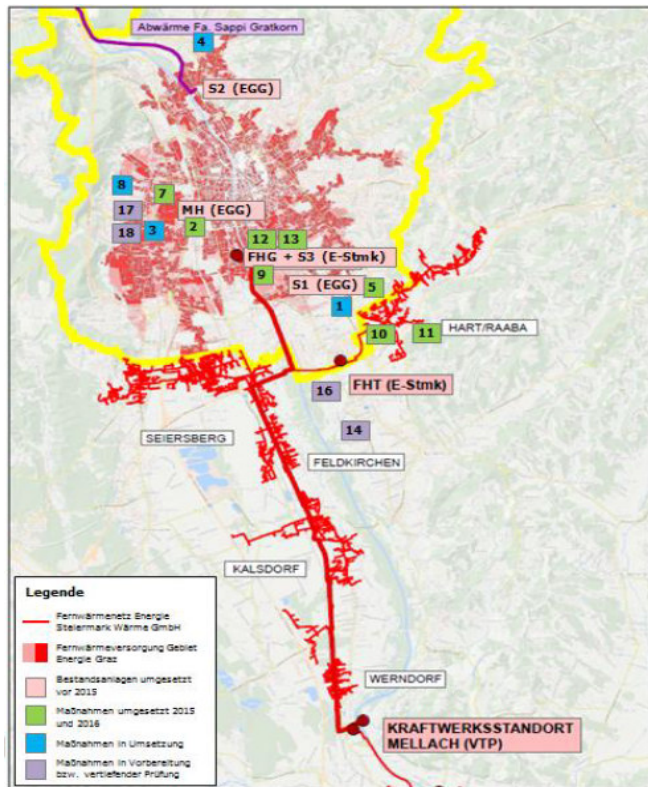 Abwärme Fa. Sappi Gratkorn
4
S2 (EGG)
8
7
17
MH (EGG)
18
3
2
12
13
FHG + S3 (E-Stmk)
9
S1 (EGG)
5
1
10
11
HART/RAABA
FHT (E-Stmk)
16
14
SEIERSBERG
FELDKIRCHEN
KALSDORF
WERNDORF
KRAFTWERKSSTANDORT
MELLACH (VTP)
Legende
Fernwärmenetz Energie
Steiermark Wärme GmbH
Fernwärmeversorgung Gebiet
Energie Graz
Bestandsanlagen umgesetzt
vor 2015
Maßnahmen umgesetzt 2015
und 2016
Maßnahmen in Umsetzung
Maßnahmen in Vorbereitung
bzw. vertiefender Prüfung